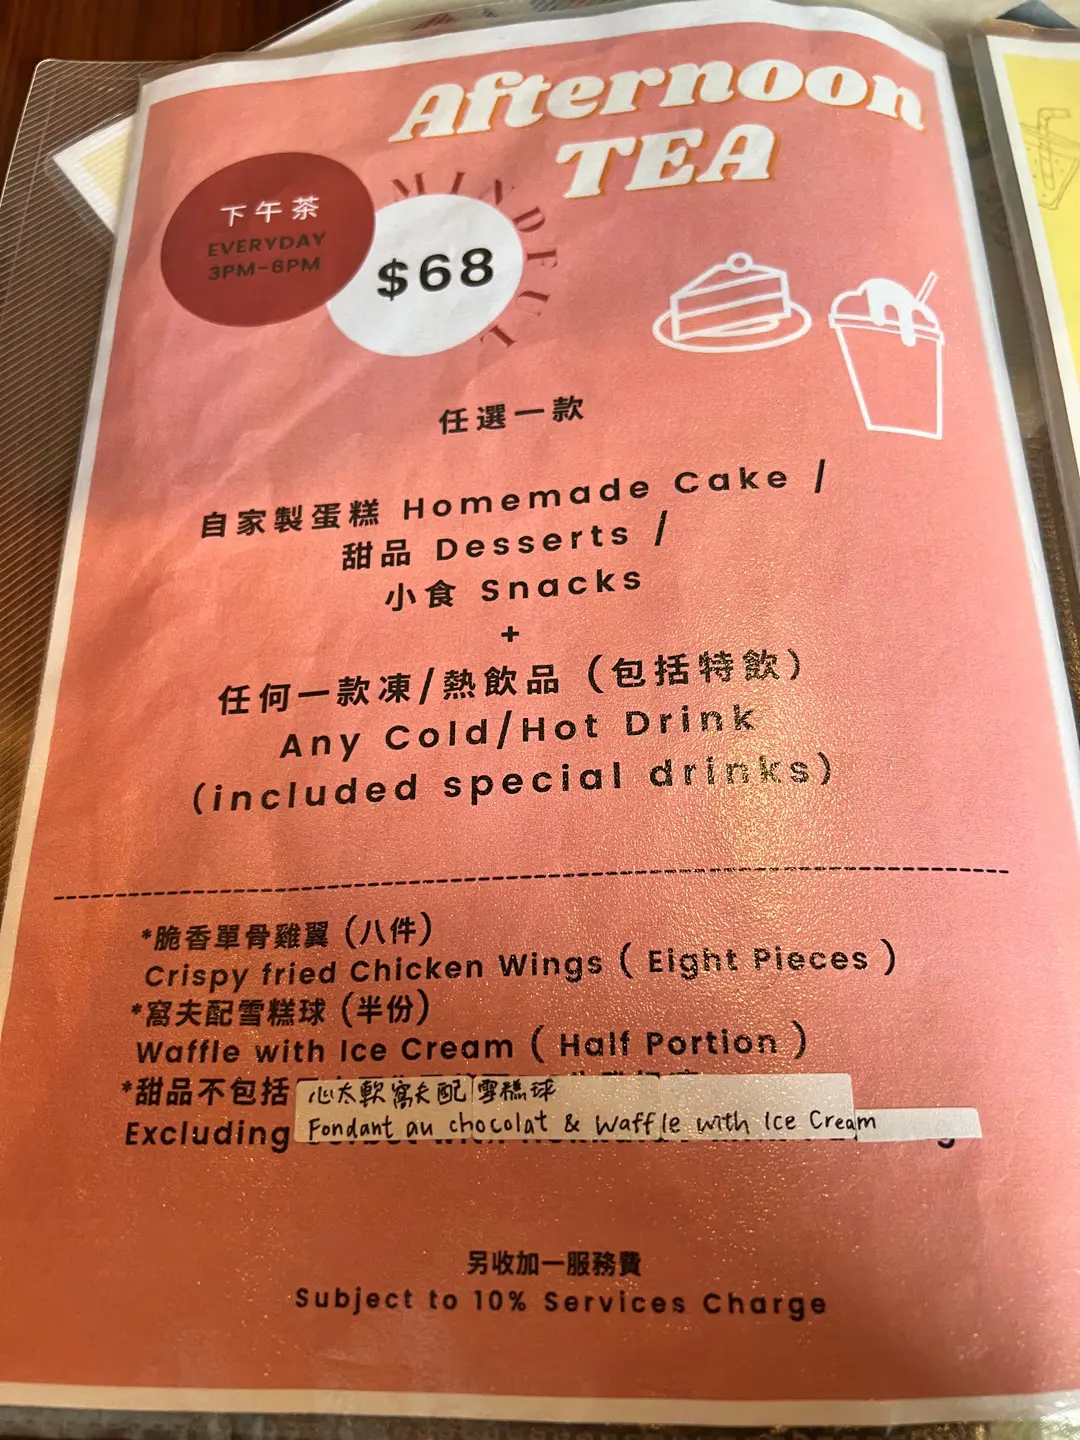 Afternoon
TEA
下午茶
EVERYDAY
3PM-6PM
MINDFUL
$68
任選一款
自家製蛋糕 Homemade Cake /
甜品 Desserts /
小食 Snacks
+
任何一款凍/熱飲品（包括特飲）
Any Cold/Hot Drink
(included special drinks)
*脆香單骨雞翼（八件）
Crispy fried Chicken Wings ( Eight Pieces )
*窩夫配雪糕球（半份）
Waffle with Ice Cream ( Half Portion )
*甜品不包括 心太軟窩夫配雪糕球
Excluding Fondant au chocolat & Waffle with Ice Cream
另收加一服務費
Subject to 10% Services Charge